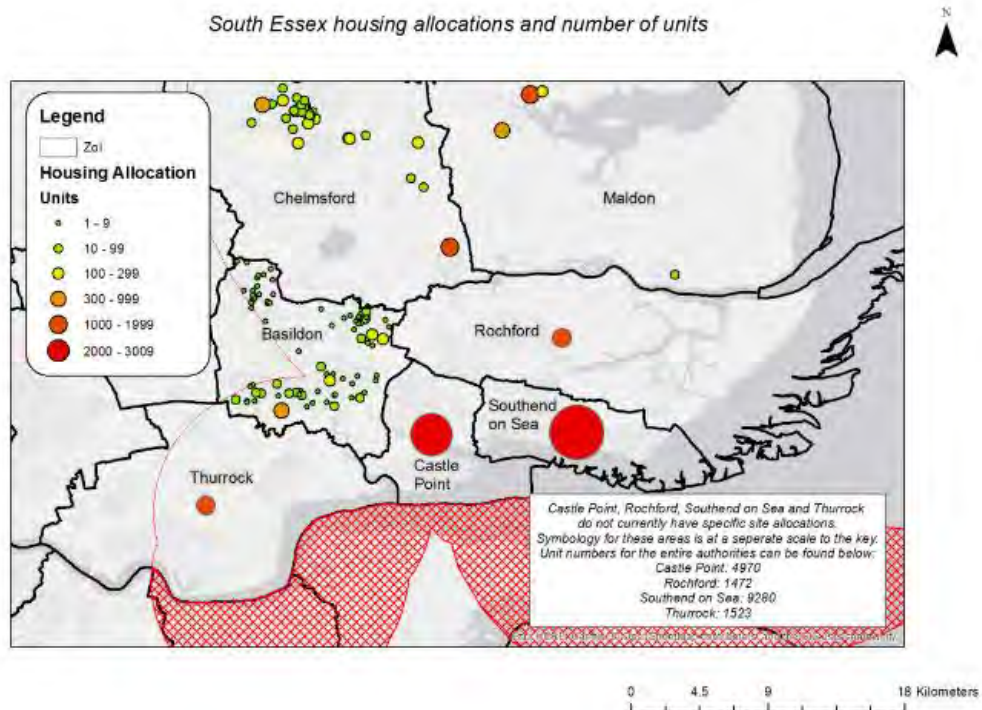 South Essex housing allocations and number of units
N
Legend
ZoI
Housing Allocation
Units
1 - 9
10 - 99
100 - 299
300 - 999
1000 - 1999
2000 - 3009
Chelmsford
Maldon
Basildon
Rochford
Southend
on Sea
Castle
Point
Thurrock
Castle Point, Rochford, Southend on Sea and Thurrock
do not currently have specific site allocations.
Symbology for these areas is at a seperate scale to the key.
Unit numbers for the entire authorities can be found below:
Castle Point: 4970
Rochford: 1472
Southend on Sea: 9280
Thurrock: 1523
0 4.5 9 18 Kilometers